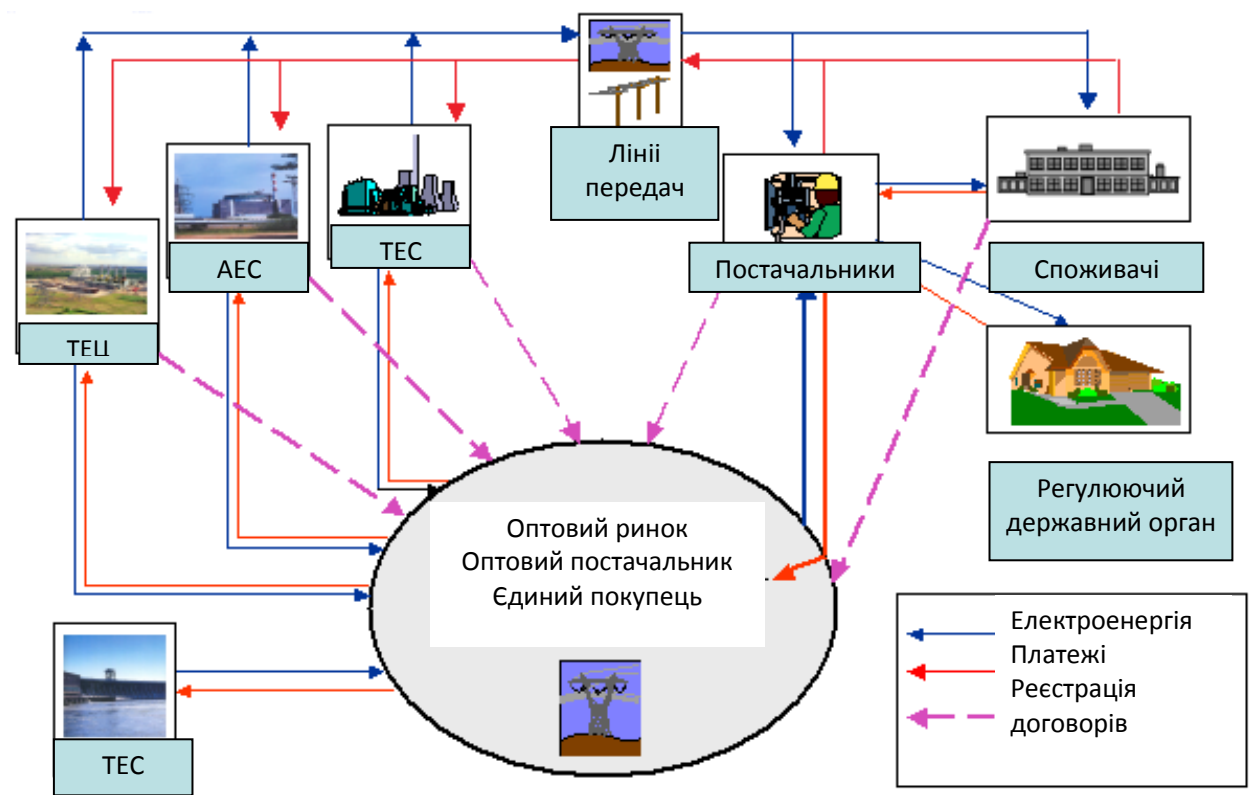 Лініі
передач
АЕС
ТЕС
ТЕЦ
Постачальники
Споживачі
Регулюючий
державний орган
Оптовий ринок
Оптовий постачальник
Єдиний покупець
ТЕС
Електроенергія
Платежі
Реєстрація
договорів